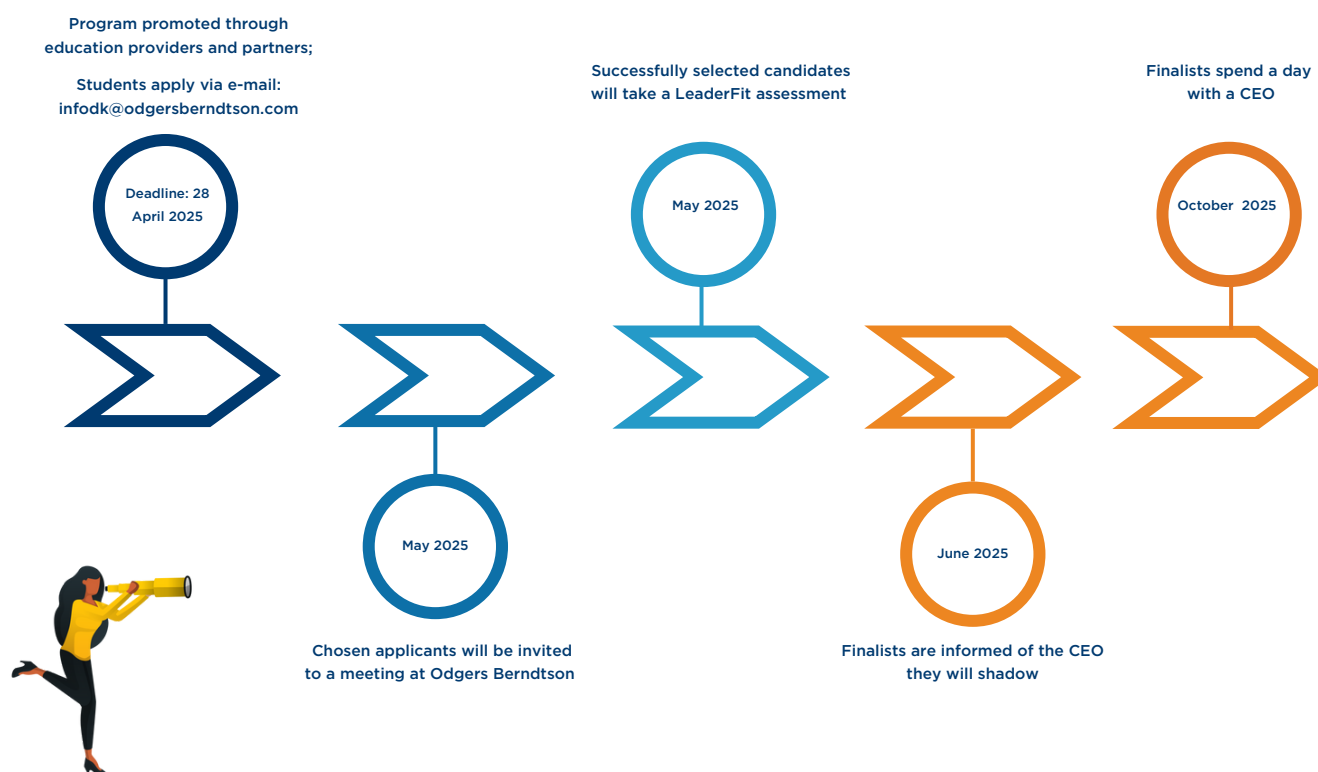 Program promoted through
education providers and partners;
Students apply via e-mail:
infodk@odgersberndtson.com
Deadline: 28
April 2025
May 2025
Chosen applicants will be invited
to a meeting at Odgers Berndtson
Successfully selected candidates
will take a LeaderFit assessment
May 2025
June 2025
Finalists are informed of the CEO
they will shadow
Finalists spend a day
with a CEO
October 2025